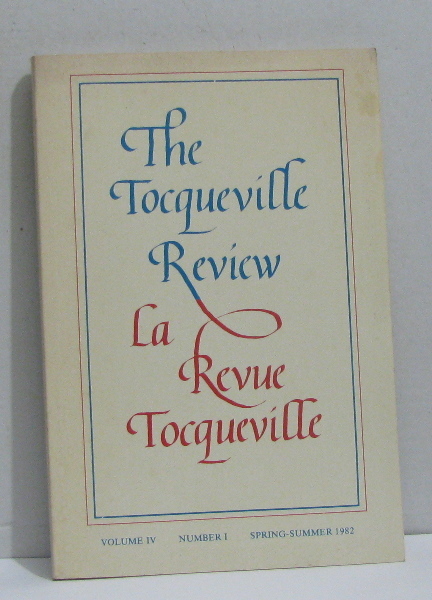 The
Tocqueville
Review
La
Revue
Tocqueville
VOLUME IV NUMBER I SPRING-SUMMER 1982